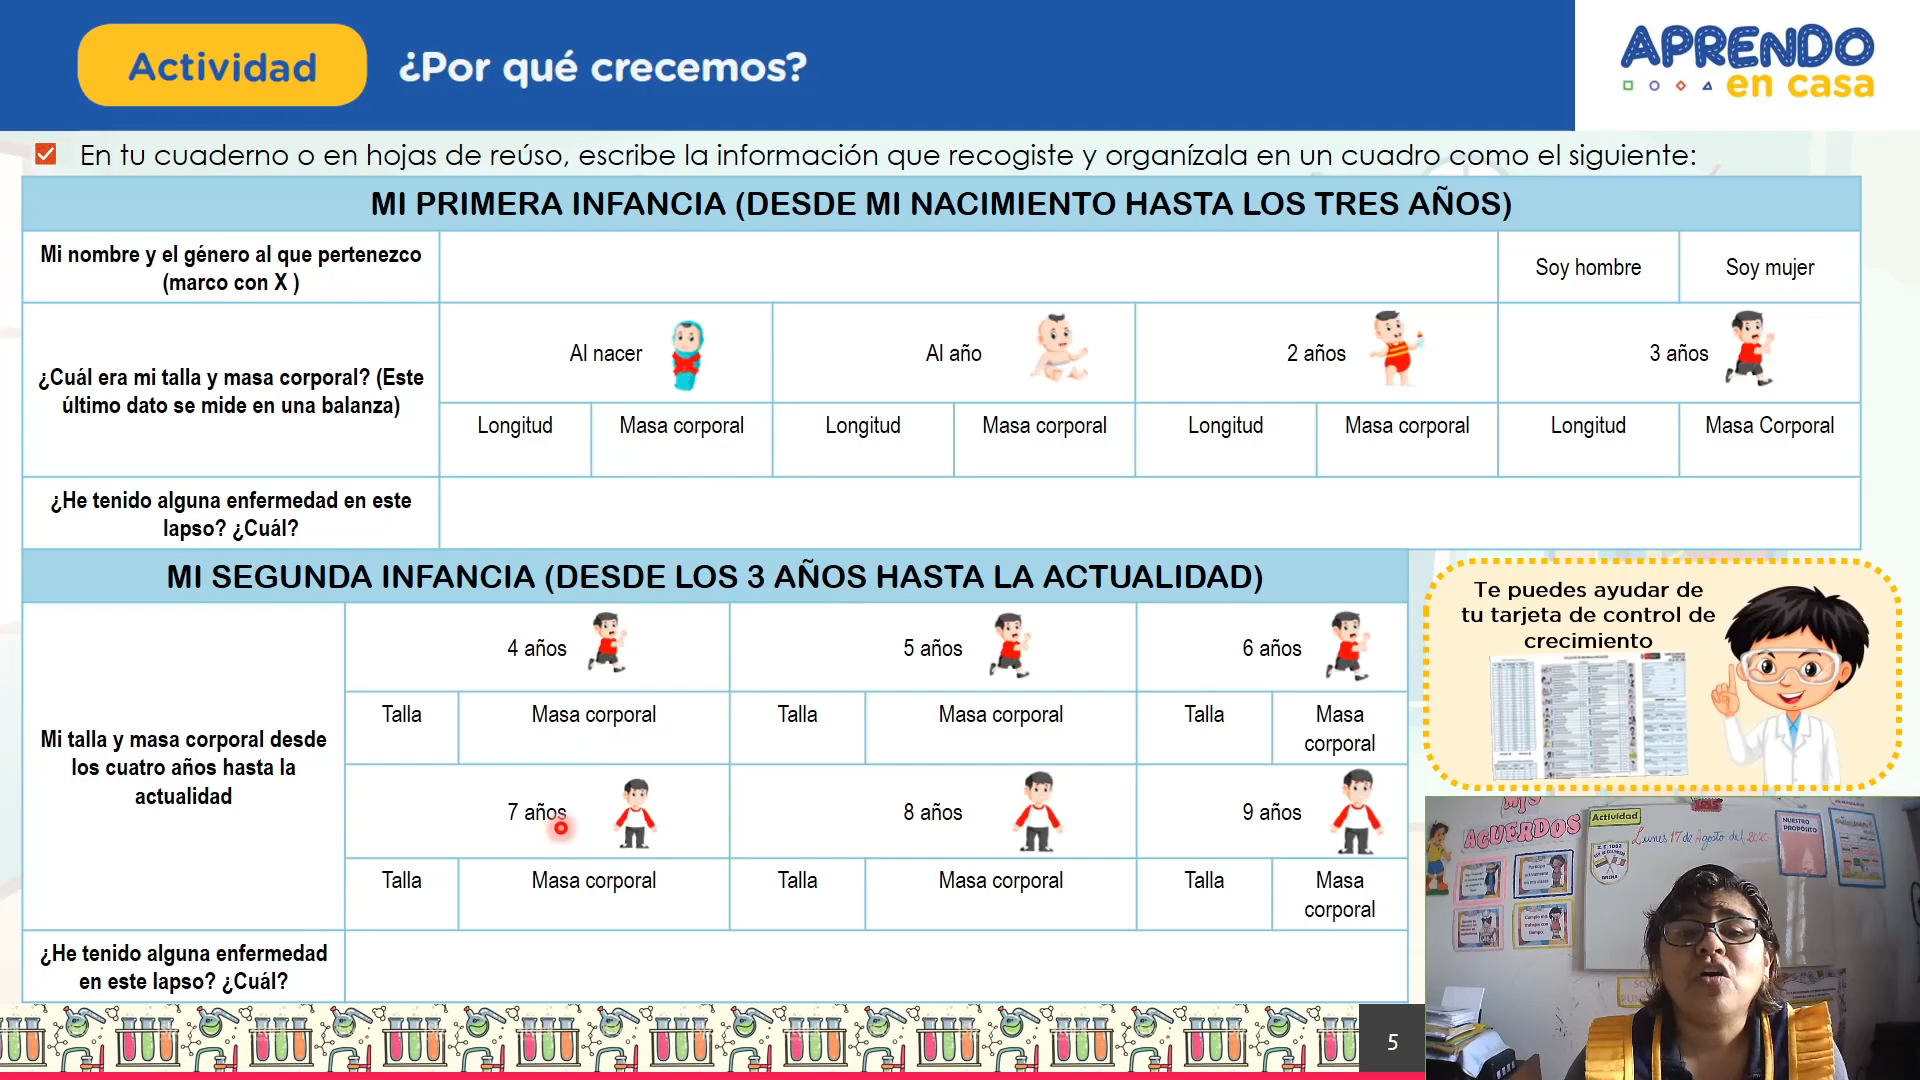 Actividad
¿Por qué crecemos?
APRENDO
en casa
En tu cuaderno o en hojas de reúso, escribe la información que recogiste y organízala en un cuadro como el siguiente:
MI PRIMERA INFANCIA (DESDE MI NACIMIENTO HASTA LOS TRES AÑOS)
Mi nombre y el género al que pertenezco
(marco con X )
Soy hombre
Soy mujer
¿Cuál era mi talla y masa corporal? (Este
último dato se mide en una balanza)
Al nacer
Al año
2 años
3 años
Longitud
Masa corporal
Longitud
Masa corporal
Longitud
Masa corporal
Longitud
Masa Corporal
¿He tenido alguna enfermedad en este
lapso? ¿Cuál?
MI SEGUNDA INFANCIA (DESDE LOS 3 AÑOS HASTA LA ACTUALIDAD)
Mi talla y masa corporal desde
los cuatro años hasta la
actualidad
4 años
5 años
6 años
Talla
Masa corporal
Talla
Masa corporal
Talla
Masa
corporal
7 años
8 años
9 años
Talla
Masa corporal
Talla
Masa corporal
Talla
Masa
corporal
¿He tenido alguna enfermedad
en este lapso? ¿Cuál?
Te puedes ayudar de
tu tarjeta de control de
crecimiento
MIS
ACUERDOS
Actividad
Lunes 17 de Agosto del 2020.
NUESTRO
PROPÓSITO
5